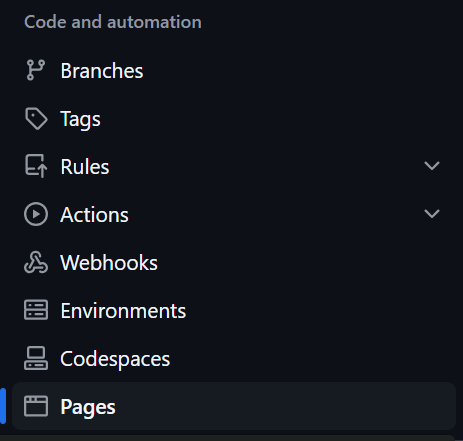 Code and automation
Branches
Tags
Rules
Actions
Webhooks
Environments
Codespaces
Pages